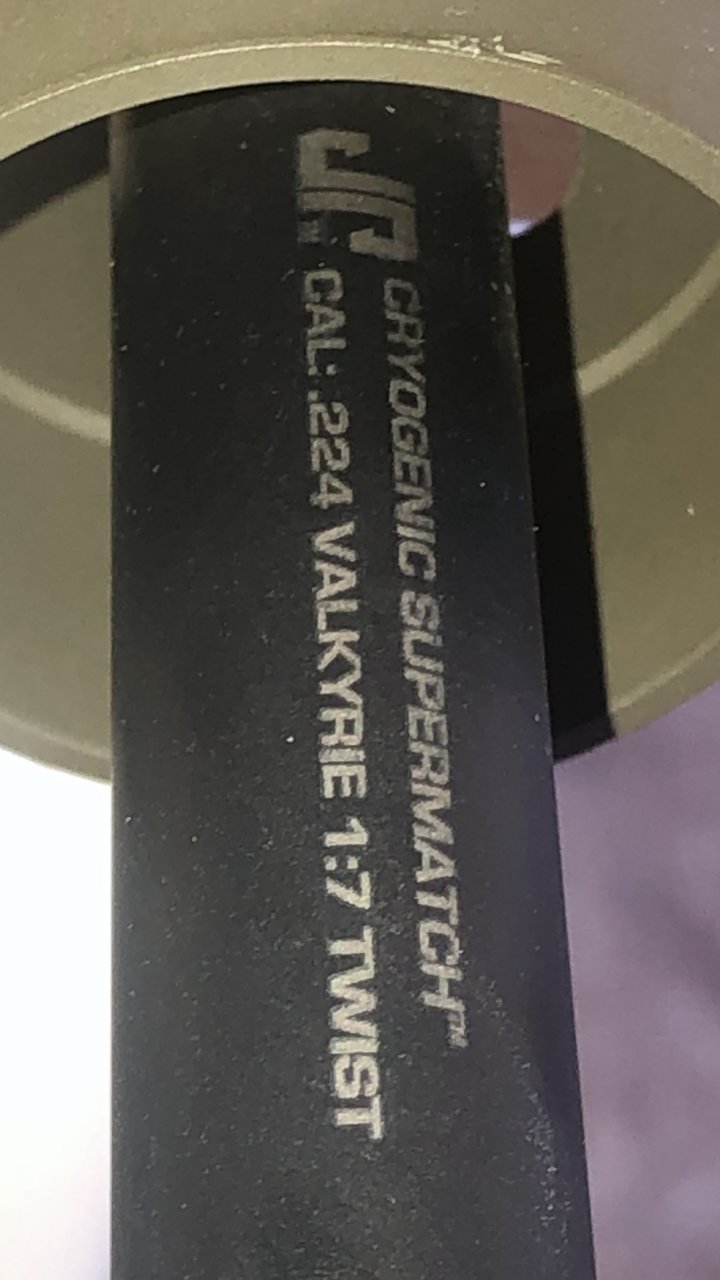 JP
CRYOGENIC SUPERMATCH™
CAL: .224 VALKYRIE 1:7 TWIST